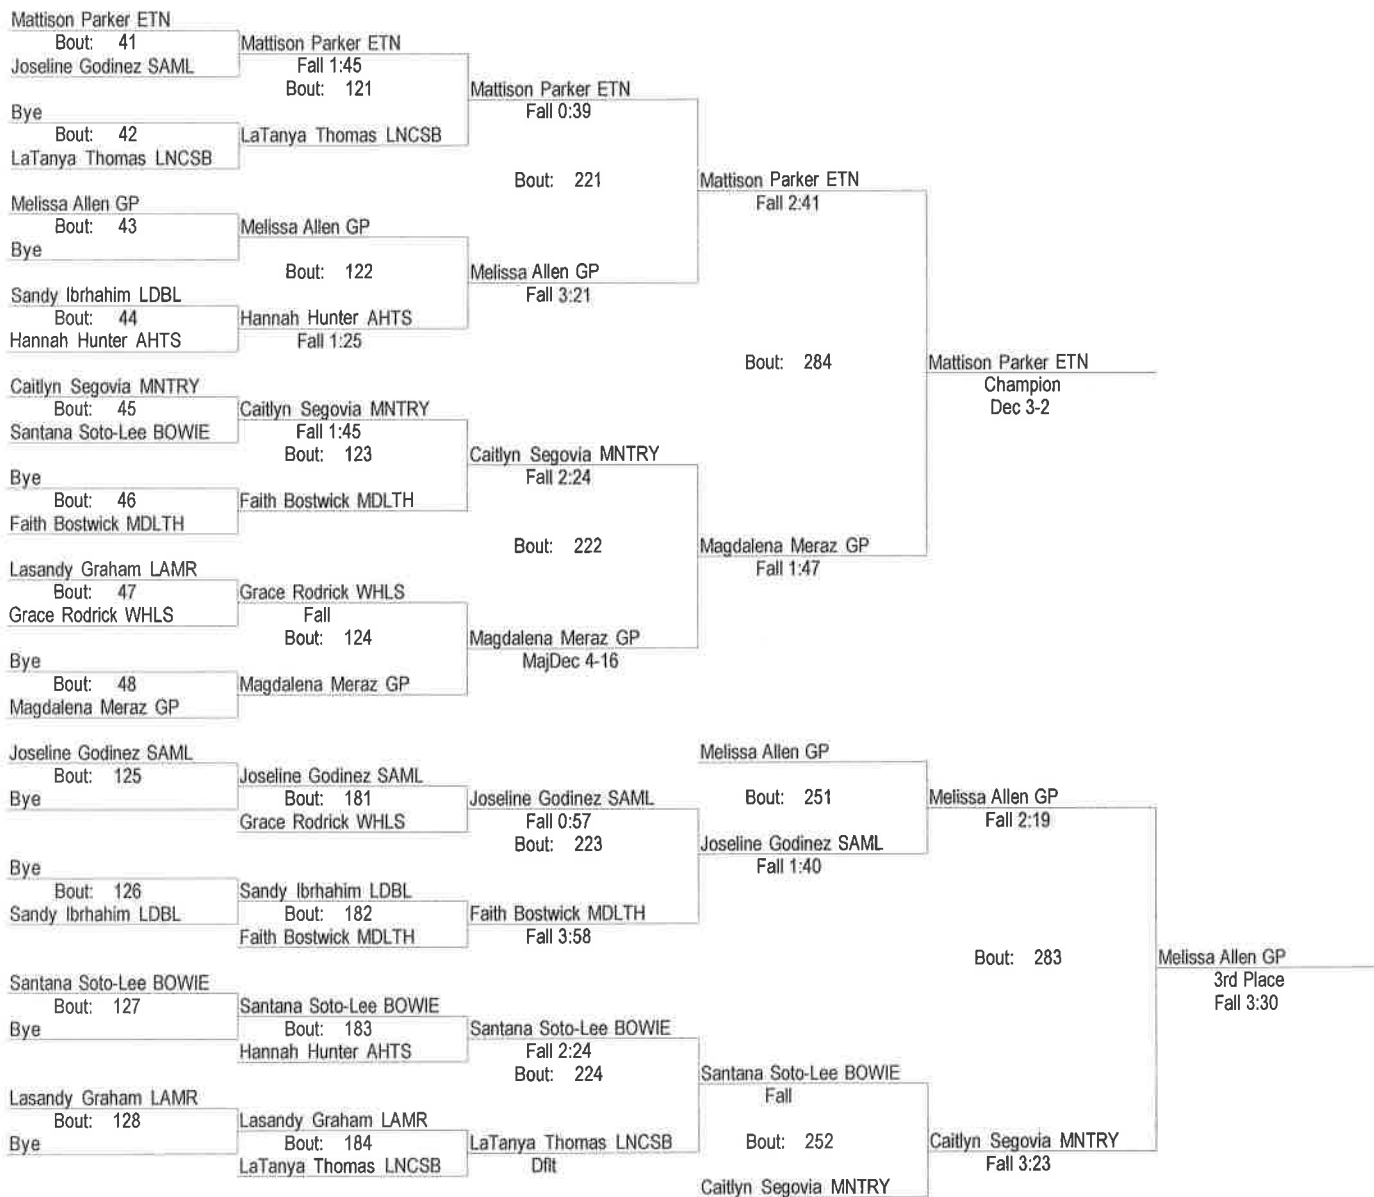 Mattison Parker ETN
Bout: 41
Joseline Godinez SAML
Bye
Bout: 42
LaTanya Thomas LNCSB
Melissa Allen GP
Bout: 43
Bye
Sandy Ibrhahim LDBL
Bout: 44
Hannah Hunter AHTS
Caitlyn Segovia MNTRY
Bout: 45
Santana Soto-Lee BOWIE
Bye
Bout: 46
Faith Bostwick MDLTH
Lasandy Graham LAMR
Bout: 47
Grace Rodrick WHLS
Bye
Bout: 48
Magdalena Meraz GP
Mattison Parker ETN
Fall 1:45
Bout: 121
LaTanya Thomas LNCSB
Melissa Allen GP
Bout: 122
Hannah Hunter AHTS
Fall 1:25
Caitlyn Segovia MNTRY
Fall 1:45
Bout: 123
Faith Bostwick MDLTH
Grace Rodrick WHLS
Fall
Bout: 124
Magdalena Meraz GP
Mattison Parker ETN
Fall 0:39
Bout: 221
Melissa Allen GP
Fall 3:21
Caitlyn Segovia MNTRY
Fall 2:24
Bout: 222
Magdalena Meraz GP
MajDec 4-16
Mattison Parker ETN
Fall 2:41
Bout: 284
Magdalena Meraz GP
Fall 1:47
Mattison Parker ETN
Champion
Dec 3-2
Joseline Godinez SAML
Bout: 125
Bye
Bye
Bout: 126
Sandy Ibrhahim LDBL
Santana Soto-Lee BOWIE
Bout: 127
Bye
Lasandy Graham LAMR
Bout: 128
Bye
Joseline Godinez SAML
Bout: 181
Grace Rodrick WHLS
Sandy Ibrhahim LDBL
Bout: 182
Faith Bostwick MDLTH
Santana Soto-Lee BOWIE
Bout: 183
Hannah Hunter AHTS
Lasandy Graham LAMR
Bout: 184
LaTanya Thomas LNCSB
Joseline Godinez SAML
Fall 0:57
Bout: 223
Faith Bostwick MDLTH
Fall 3:58
Santana Soto-Lee BOWIE
Fall 2:24
Bout: 224
LaTanya Thomas LNCSB
Dflt
Melissa Allen GP
Bout: 251
Joseline Godinez SAML
Fall 1:40
Santana Soto-Lee BOWIE
Fall
Bout: 252
Caitlyn Segovia MNTRY
Melissa Allen GP
Fall 2:19
Bout: 283
Caitlyn Segovia MNTRY
Fall 3:23
Melissa Allen GP
3rd Place
Fall 3:30